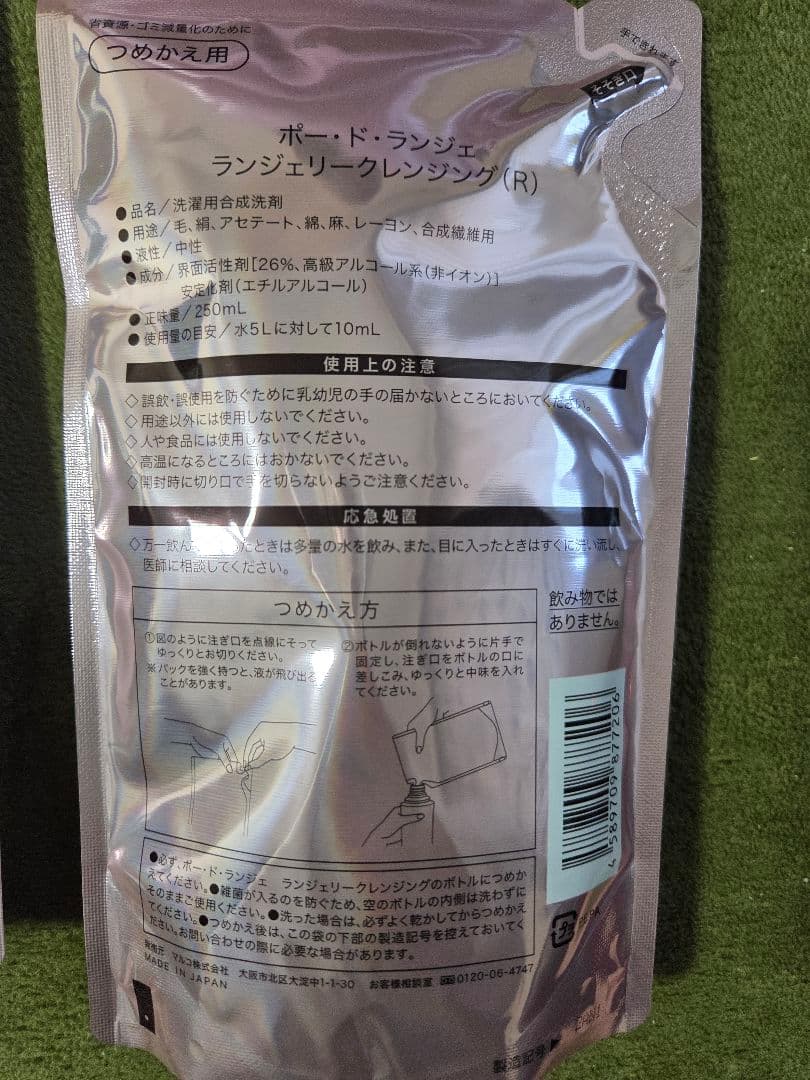 省資源・ゴミ減量化のために
つめかえ用
手できれます
そそぎ口
ポー・ド・ランジェ
ランジェリークレンジング(R)
●品名/洗濯用合成洗剤
●用途/毛、絹、アセテート、綿、麻、レーヨン、合成繊維用
●液性/中性
●成分/界面活性剤[26%、高級アルコール系(非イオン)]
安定化剤(エチルアルコール)
●正味量/250mL
●使用量の目安/水5Lに対して10mL
使用上の注意
◇誤飲・誤使用を防ぐために乳幼児の手の届かないところにおいてください。
◇用途以外には使用しないでください。
◇人や食品には使用しないでください。
◇高温になるところにはおかないでください。
◇開封時に切り口で手を切らないようご注意ください。
応急処置
◇万一飲ん たときは多量の水を飲み、また、目に入ったときはすぐに洗い流し、
医師に相談してください。
つめかえ方
①図のように注ぎ口を点線にそって
ゆっくりとお切りください。
※パックを強く持つと、液が飛び出る
ことがあります。
②ボトルが倒れないように片手で
固定し、注ぎ口をボトルの口に
差しこみ、ゆっくりと中味を入れ
てください。
飲み物では
ありません。
4589709877206
●必ず、ポー・ド・ランジェ ランジェリークレンジングのボトルにつめか
えてください。●雑菌が入るのを防ぐため、空のボトルの内側は洗わずに
そのままご使用ください。●洗った場合は、必ずよく乾かしてからつめかえ
てください。●つめかえ後は、この袋の下部の製造記号を控えておいてく
ださい。お問い合わせの際に必要な場合があります。
発売元 マルコ株式会社 大阪市北区大淀中1-1-30 お客様相談室 0120-06-4747
MADE IN JAPAN
プラ
PE,PA
製造記号▶